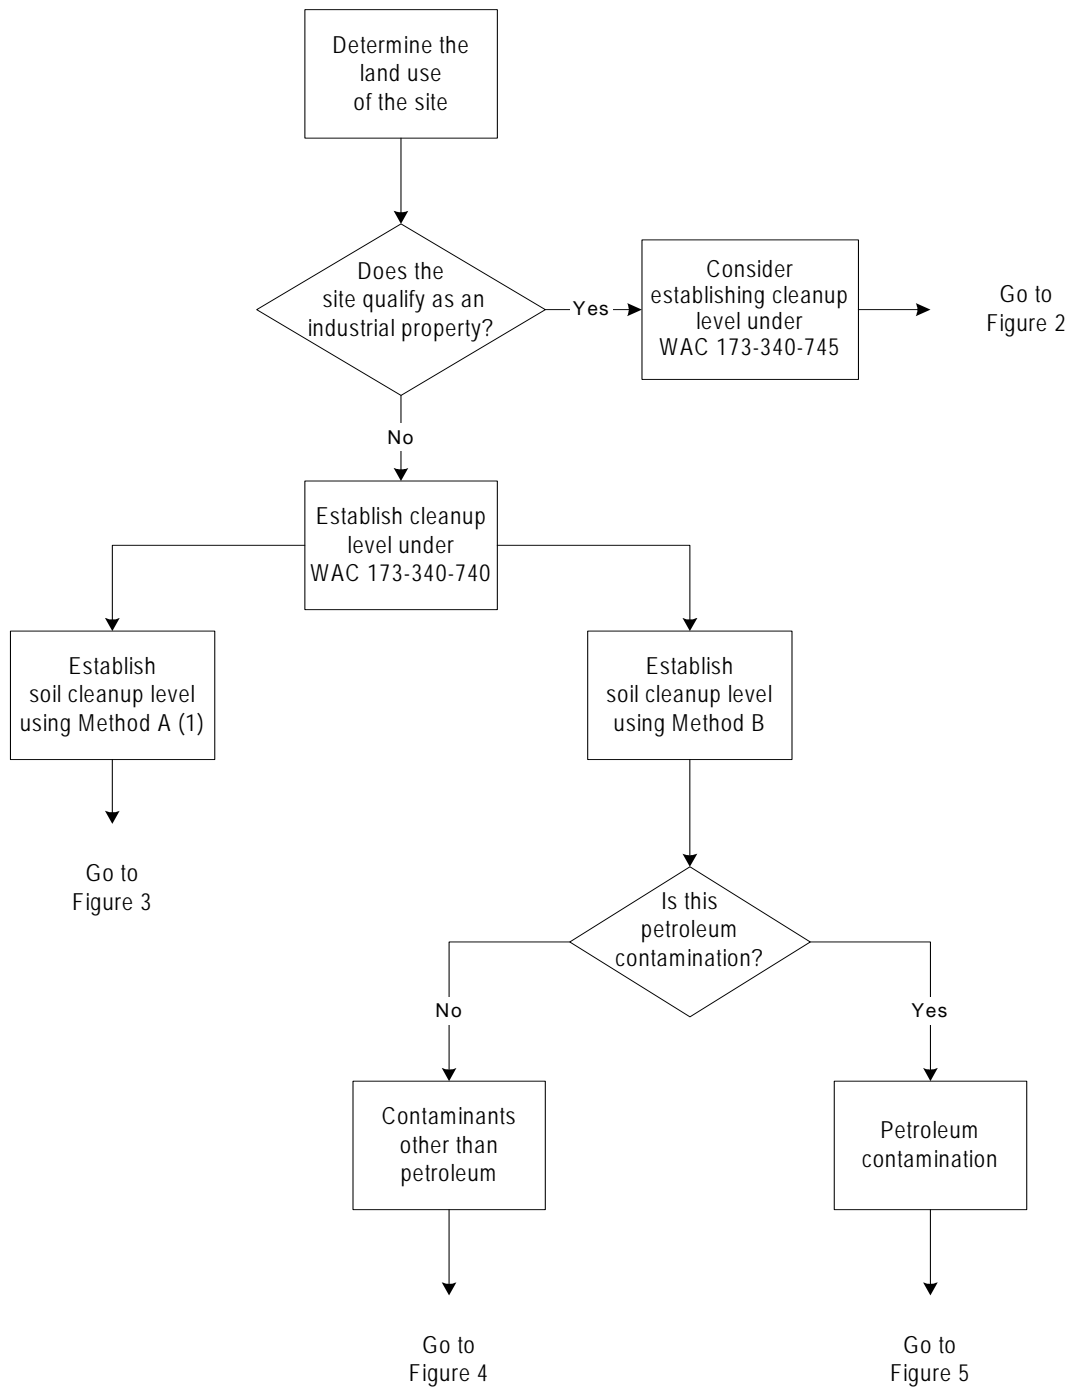 Determine the
land use
of the site
Does the
site qualify as an
industrial property?
Yes
Consider
establishing cleanup
level under
WAC 173-340-745
Go to
Figure 2
No
Establish cleanup
level under
WAC 173-340-740
Establish
soil cleanup level
using Method A (1)
Go to
Figure 3
Establish
soil cleanup level
using Method B
Is this
petroleum
contamination?
No
Yes
Contaminants
other than
petroleum
Petroleum
contamination
Go to
Figure 4
Go to
Figure 5